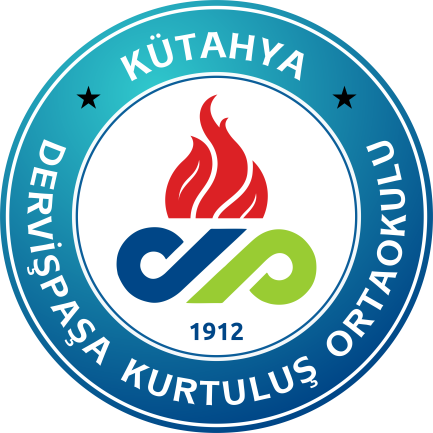 KÜTAHYA
DERVİŞPAŞA KURTULUŞ ORTAOKULU
1912